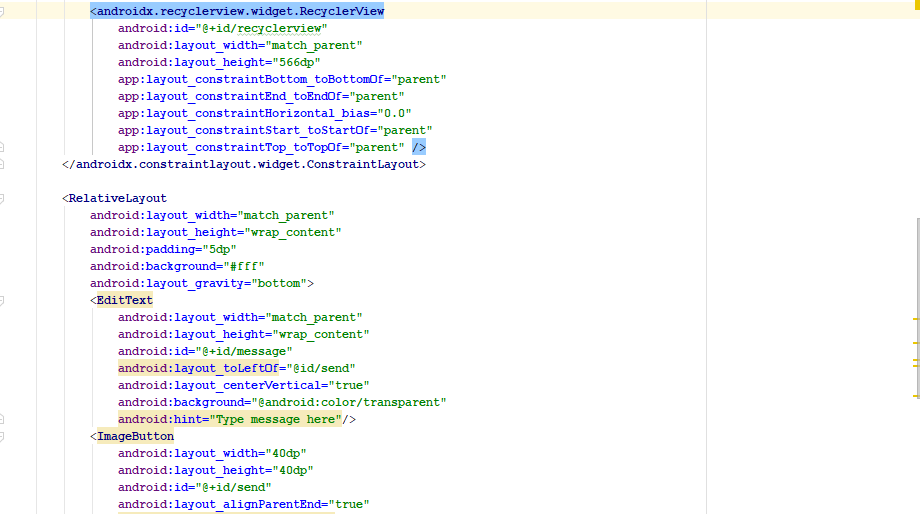 <androidx.recyclerview.widget.RecyclerView
android:id="@+id/recyclerview"
android:layout_width="match_parent"
android:layout_height="566dp"
app:layout_constraintBottom_toBottomOf="parent"
app:layout_constraintEnd_toEndOf="parent"
app:layout_constraintHorizontal_bias="0.0"
app:layout_constraintStart_toStartOf="parent"
app:layout_constraintTop_toTopOf="parent" />
</androidx.constraintlayout.widget.ConstraintLayout>
<RelativeLayout
android:layout_width="match_parent"
android:layout_height="wrap_content"
android:padding="5dp"
android:background="#fff"
android:layout_gravity="bottom">
<EditText
android:layout_width="match_parent"
android:layout_height="wrap_content"
android:id="@+id/message"
android:layout_toLeftOf="@id/send"
android:layout_centerVertical="true"
android:background="@android:color/transparent"
android:hint="Type message here"/>
<ImageButton
android:layout_width="40dp"
android:layout_height="40dp"
android:id="@+id/send"
android:layout_alignParentEnd="true"